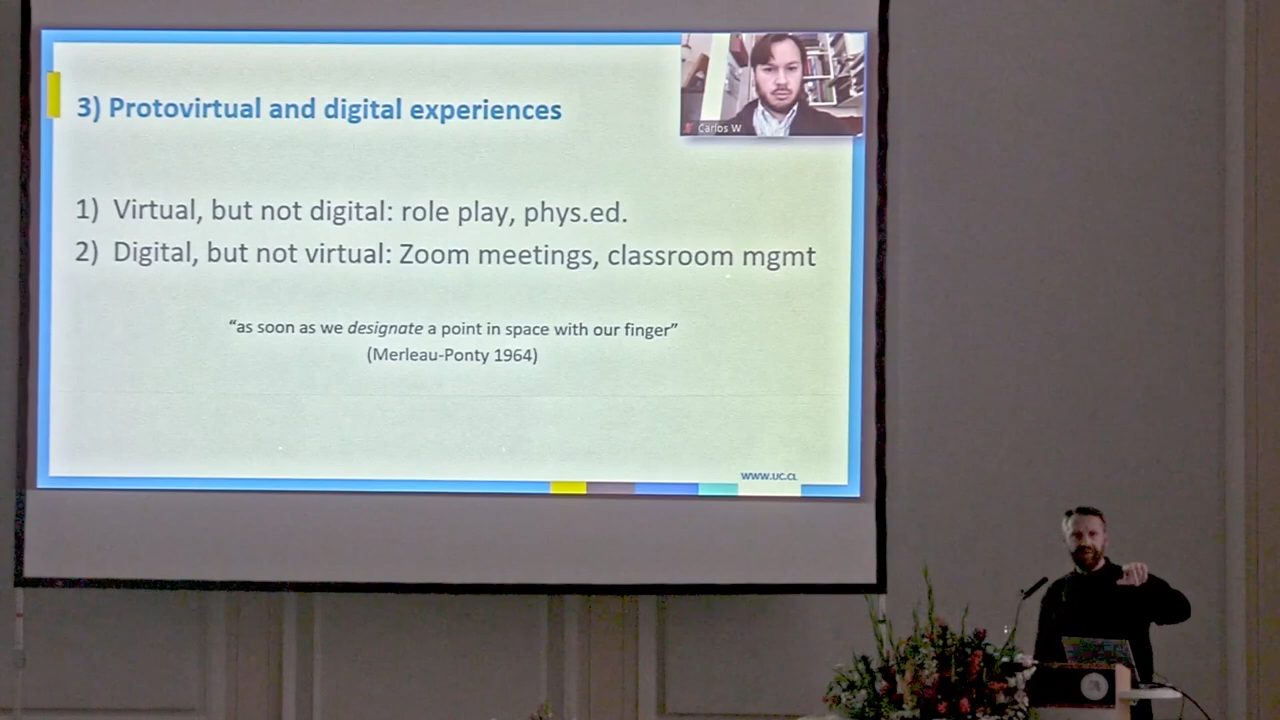 3) Protovirtual and digital experiences
Carlos W
1) Virtual, but not digital: role play, phys.ed.
2) Digital, but not virtual: Zoom meetings, classroom mgmt
“as soon as we designate a point in space with our finger”
(Merleau-Ponty 1964)
WWW.UC.CL